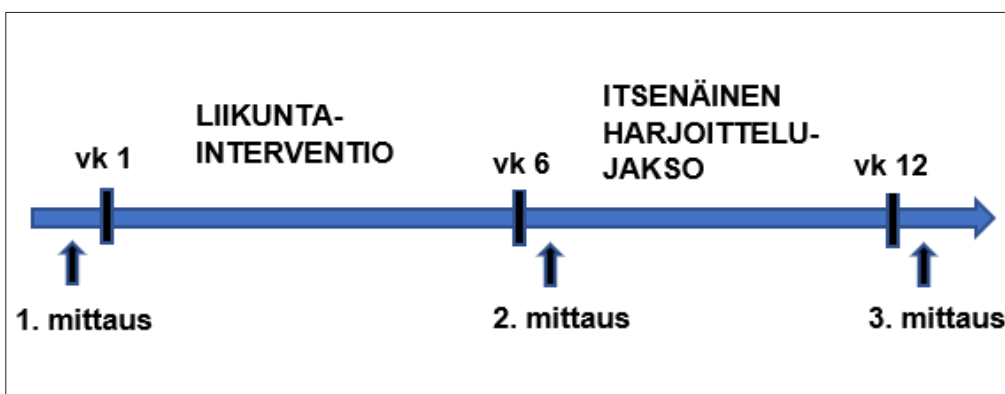 LIIKUNTA-
INTERVENTIO
ITSENÄINEN
HARJOITTELU-
JAKSO
vk 1
vk 6
vk 12
1. mittaus
2. mittaus
3. mittaus